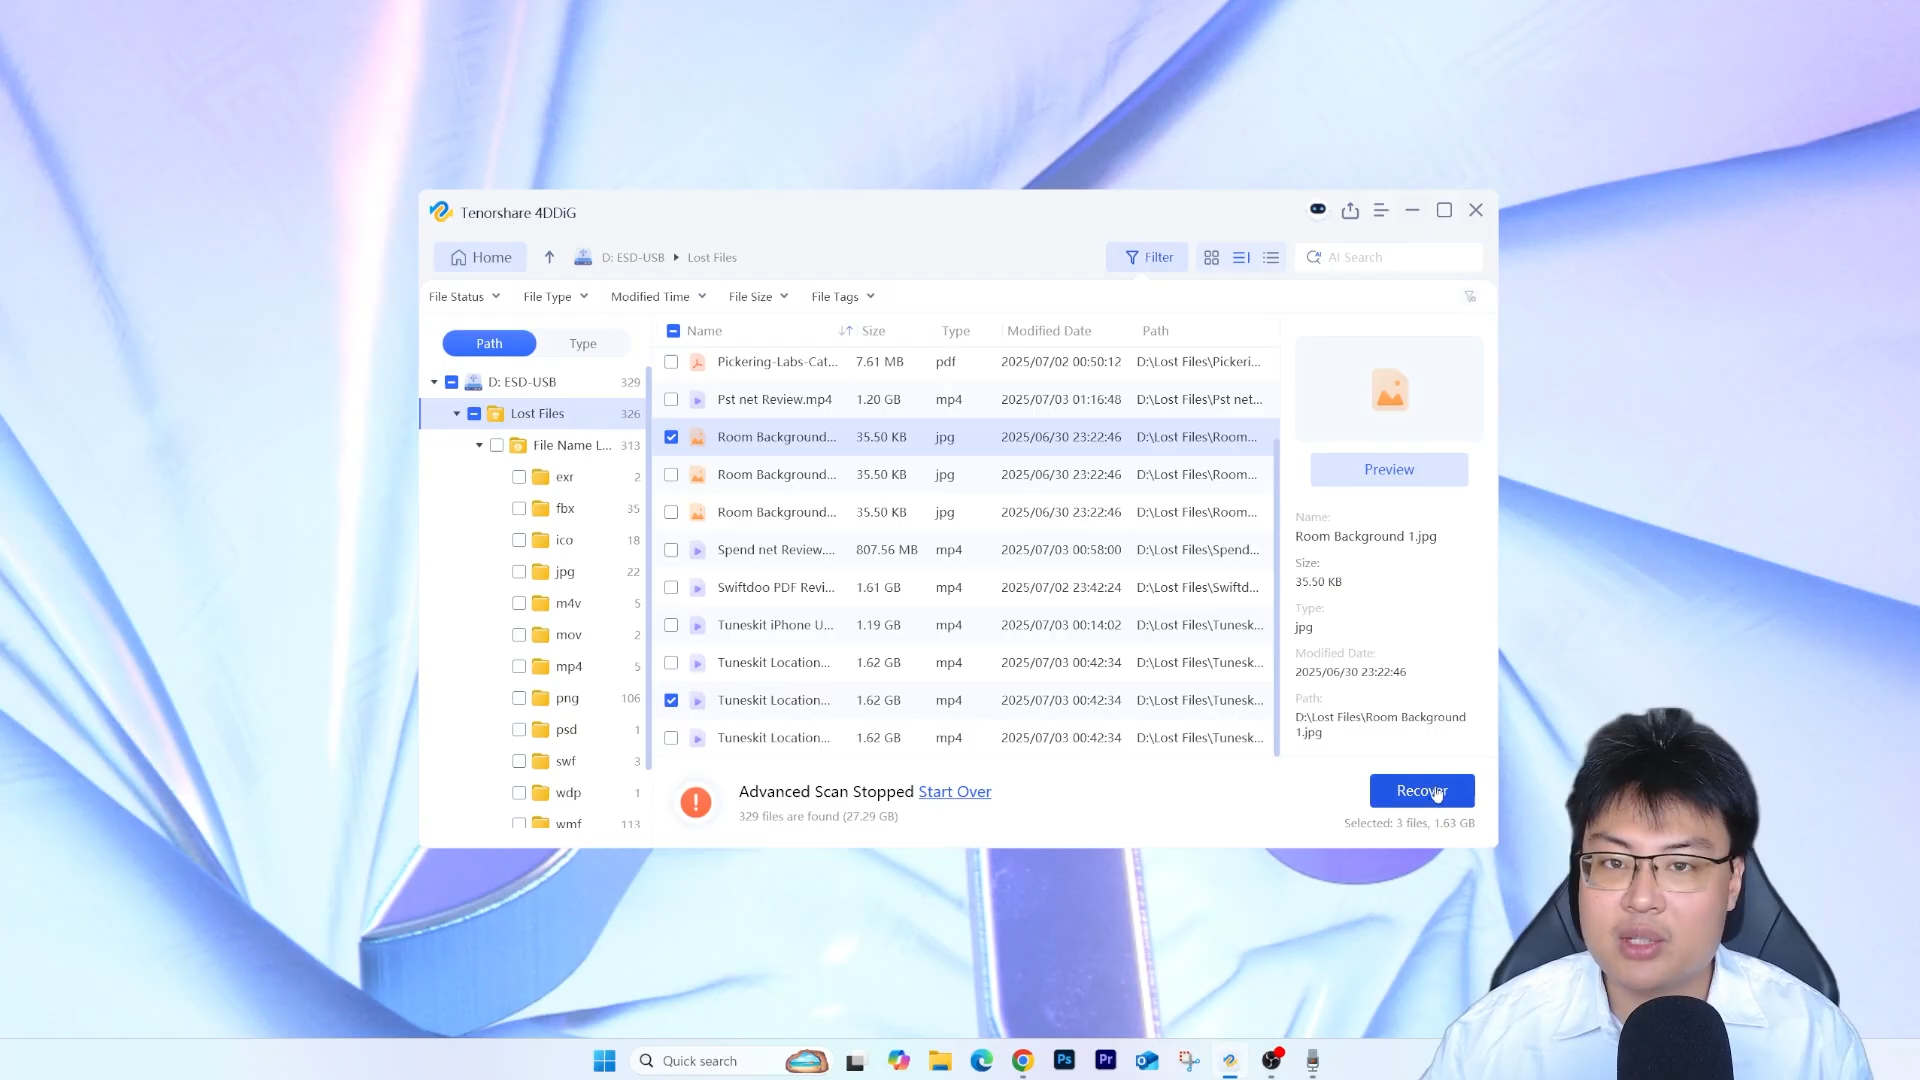 Tenorshare 4DDiG
Home D: ESD-USB Lost Files Filter AI Search
File Status File Type Modified Time File Size File Tags
Path Type
D: ESD-USB 329
Lost Files 326
File Name L... 313
exr 2
fbx 35
ico 18
jpg 22
m4v 5
mov 2
mp4 5
png 106
psd 1
swf 3
wdp 1
wmf 113
Name Size Type Modified Date Path
Pickering-Labs-Cat... 7.61 MB pdf 2025/07/02 00:50:12 D:\Lost Files\Pickeri...
Pst net Review.mp4 1.20 GB mp4 2025/07/03 01:16:48 D:\Lost Files\Pst net...
Room Background... 35.50 KB jpg 2025/06/30 23:22:46 D:\Lost Files\Room...
Room Background... 35.50 KB jpg 2025/06/30 23:22:46 D:\Lost Files\Room...
Room Background... 35.50 KB jpg 2025/06/30 23:22:46 D:\Lost Files\Room...
Spend net Review.... 807.56 MB mp4 2025/07/03 00:58:00 D:\Lost Files\Spend...
Swiftdoo PDF Revi... 1.61 GB mp4 2025/07/02 23:42:24 D:\Lost Files\Swiftd...
Tuneskit iPhone U... 1.19 GB mp4 2025/07/03 00:14:02 D:\Lost Files\Tunesk...
Tuneskit Location... 1.62 GB mp4 2025/07/03 00:42:34 D:\Lost Files\Tunesk...
Tuneskit Location... 1.62 GB mp4 2025/07/03 00:42:34 D:\Lost Files\Tunesk...
Tuneskit Location... 1.62 GB mp4 2025/07/03 00:42:34 D:\Lost Files\Tunesk...
Preview
Name:
Room Background 1.jpg
Size:
35.50 KB
Type:
jpg
Modified Date:
2025/06/30 23:22:46
Path:
D:\Lost Files\Room Background
1.jpg
Advanced Scan Stopped Start Over
329 files are found (27.29 GB)
Recover
Selected: 3 files, 1.63 GB
Quick search
Ps
Pr